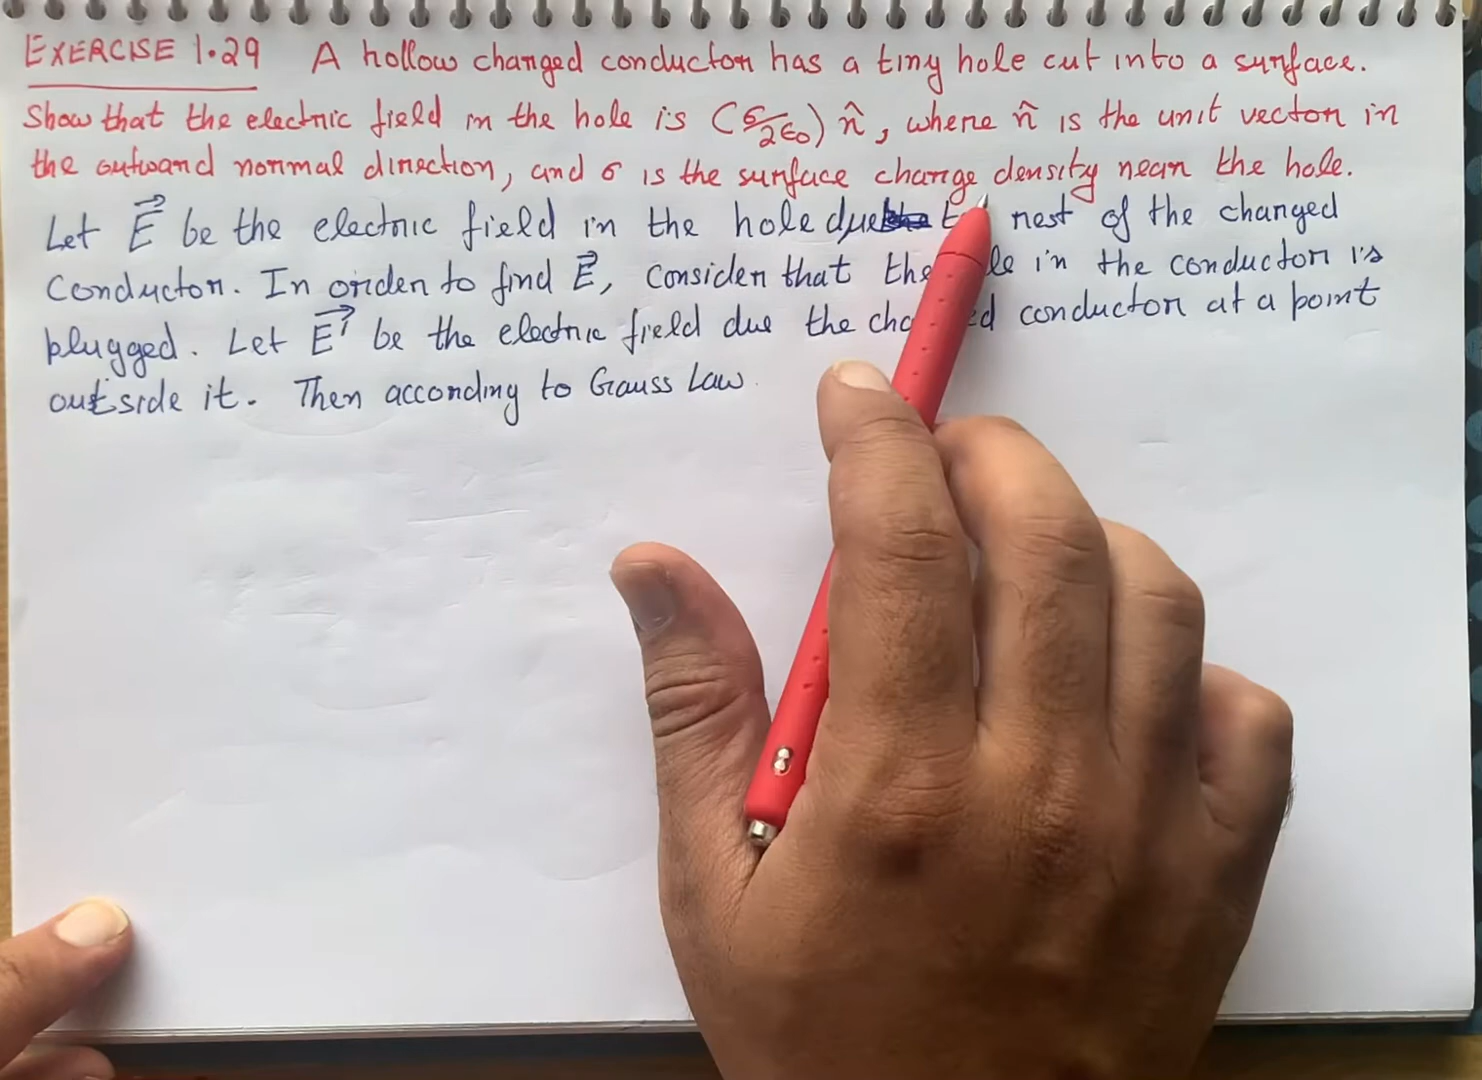 EXERCISE 1.29 A hollow charged conductor has a tiny hole cut into a surface.
Show that the electric field in the hole is (σ/2ε₀) n̂, where n̂ is the unit vector in
the outward normal direction, and σ is the surface charge density near the hole.
Let E⃗ be the electric field in the hole due rest of the charged
Conductor. In order to find E⃗, Consider that the in the conductor is
plugged. Let E⃗' be the electric field due the conductor at a point
outside it. Then according to Gauss Law.